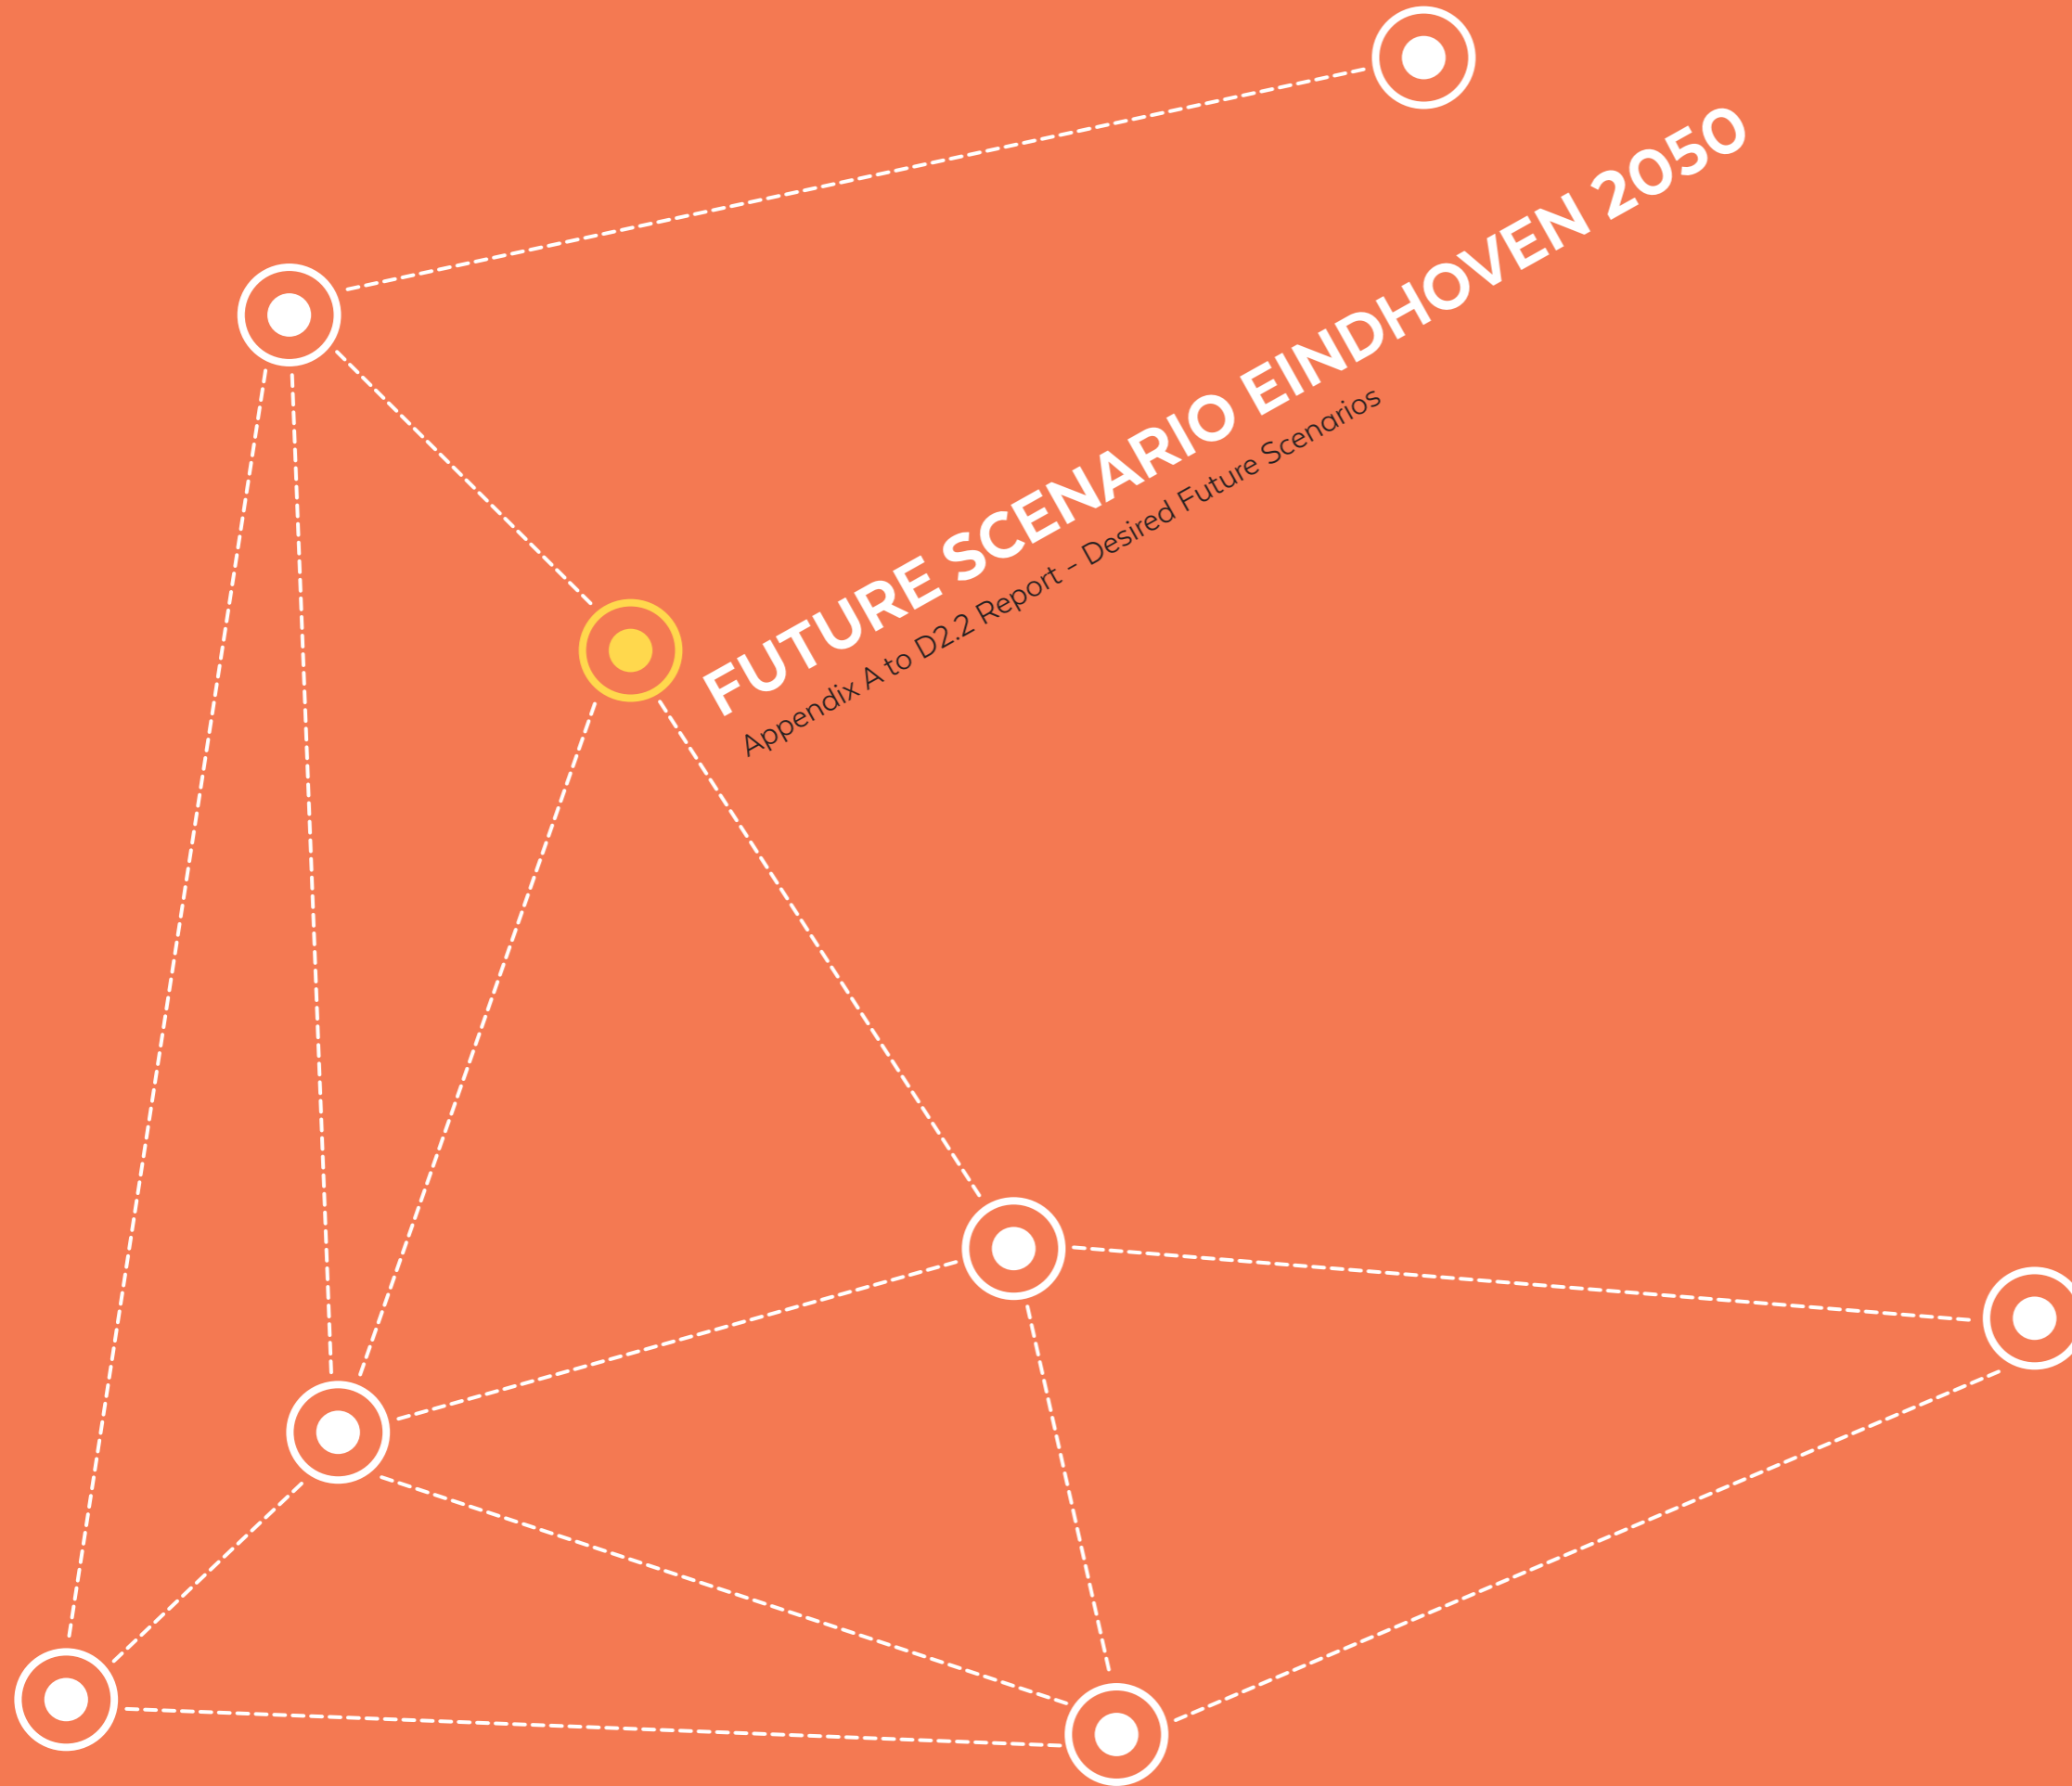 FUTURE SCENARIO EINDHOVEN 2050
Appendix A to D2.2 Report - Desired Future Scenarios